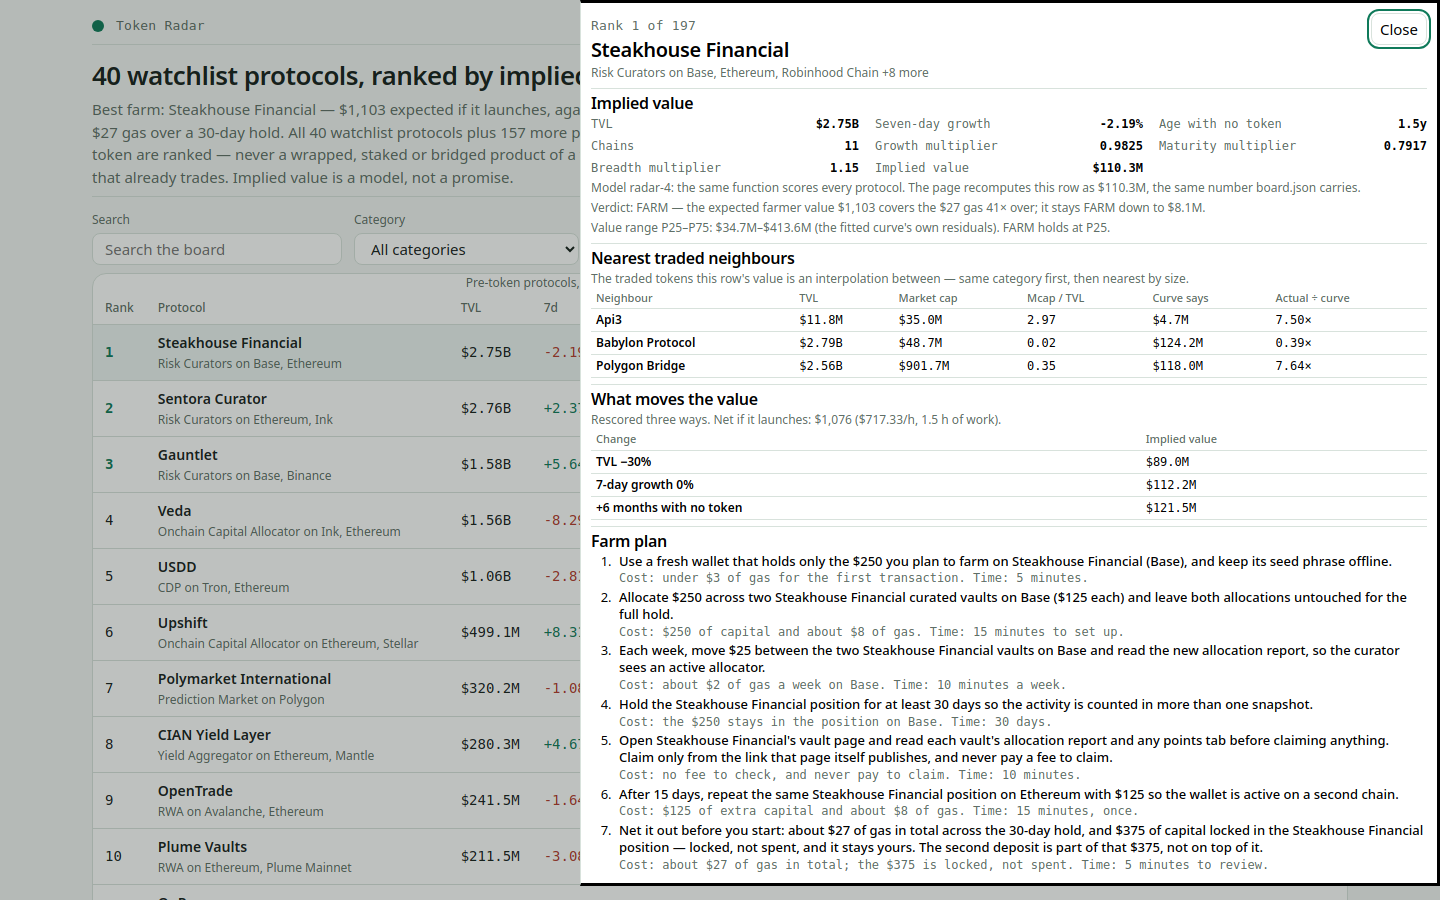 Token Radar
40 watchlist protocols, ranked by implied
Best farm: Steakhouse Financial — $1,103 expected if it launches, aga
$27 gas over a 30-day hold. All 40 watchlist protocols plus 157 more p
token are ranked — never a wrapped, staked or bridged product of a
that already trades. Implied value is a model, not a promise.
Search Category
Search the board All categories
Pre-token protocols,
Rank Protocol TVL 7d
1 Steakhouse Financial $2.75B -2.19
Risk Curators on Base, Ethereum
2 Sentora Curator $2.76B +2.37
Risk Curators on Ethereum, Ink
3 Gauntlet $1.58B +5.64
Risk Curators on Base, Binance
4 Veda $1.56B -8.29
Onchain Capital Allocator on Ink, Ethereum
5 USDD $1.06B -2.81
CDP on Tron, Ethereum
6 Upshift $499.1M +8.31
Onchain Capital Allocator on Ethereum, Stellar
7 Polymarket International $320.2M -1.08
Prediction Market on Polygon
8 CIAN Yield Layer $280.3M +4.67
Yield Aggregator on Ethereum, Mantle
9 OpenTrade $241.5M -1.64
RWA on Avalanche, Ethereum
10 Plume Vaults $211.5M -3.08
RWA on Ethereum, Plume Mainnet
Rank 1 of 197
Close
Steakhouse Financial
Risk Curators on Base, Ethereum, Robinhood Chain +8 more
Implied value
TVL $2.75B Seven-day growth -2.19% Age with no token 1.5y
Chains 11 Growth multiplier 0.9825 Maturity multiplier 0.7917
Breadth multiplier 1.15 Implied value $110.3M
Model radar-4: the same function scores every protocol. The page recomputes this row as $110.3M, the same number board.json carries.
Verdict: FARM — the expected farmer value $1,103 covers the $27 gas 41× over; it stays FARM down to $8.1M.
Value range P25–P75: $34.7M–$413.6M (the fitted curve's own residuals). FARM holds at P25.
Nearest traded neighbours
The traded tokens this row's value is an interpolation between — same category first, then nearest by size.
Neighbour TVL Market cap Mcap / TVL Curve says Actual ÷ curve
Api3 $11.8M $35.0M 2.97 $4.7M 7.50×
Babylon Protocol $2.79B $48.7M 0.02 $124.2M 0.39×
Polygon Bridge $2.56B $901.7M 0.35 $118.0M 7.64×
What moves the value
Rescored three ways. Net if it launches: $1,076 ($717.33/h, 1.5 h of work).
Change Implied value
TVL −30% $89.0M
7-day growth 0% $112.2M
+6 months with no token $121.5M
Farm plan
1. Use a fresh wallet that holds only the $250 you plan to farm on Steakhouse Financial (Base), and keep its seed phrase offline.
Cost: under $3 of gas for the first transaction. Time: 5 minutes.
2. Allocate $250 across two Steakhouse Financial curated vaults on Base ($125 each) and leave both allocations untouched for the
full hold.
Cost: $250 of capital and about $8 of gas. Time: 15 minutes to set up.
3. Each week, move $25 between the two Steakhouse Financial vaults on Base and read the new allocation report, so the curator
sees an active allocator.
Cost: about $2 of gas a week on Base. Time: 10 minutes a week.
4. Hold the Steakhouse Financial position for at least 30 days so the activity is counted in more than one snapshot.
Cost: the $250 stays in the position on Base. Time: 30 days.
5. Open Steakhouse Financial's vault page and read each vault's allocation report and any points tab before claiming anything.
Claim only from the link that page itself publishes, and never pay a fee to claim.
Cost: no fee to check, and never pay to claim. Time: 10 minutes.
6. After 15 days, repeat the same Steakhouse Financial position on Ethereum with $125 so the wallet is active on a second chain.
Cost: $125 of extra capital and about $8 of gas. Time: 15 minutes, once.
7. Net it out before you start: about $27 of gas in total across the 30-day hold, and $375 of capital locked in the Steakhouse Financial
position — locked, not spent, and it stays yours. The second deposit is part of that $375, not on top of it.
Cost: about $27 of gas in total; the $375 is locked, not spent. Time: 5 minutes to review.